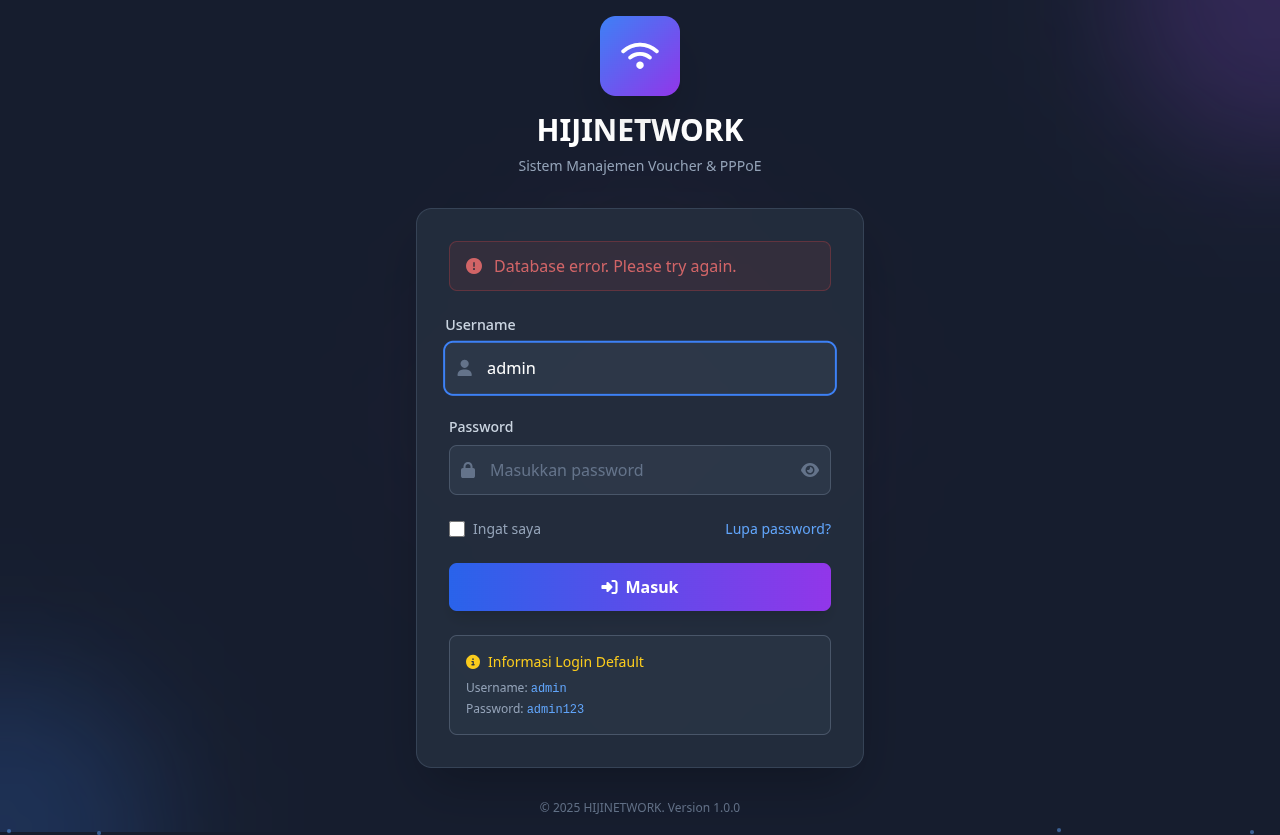 HIJINETWORK
Sistem Manajemen Voucher & PPPoE
Database error. Please try again.
Username
admin
Password
Masukkan password
Ingat saya
Lupa password?
Masuk
Informasi Login Default
Username: admin
Password: admin123
© 2025 HIJINETWORK. Version 1.0.0